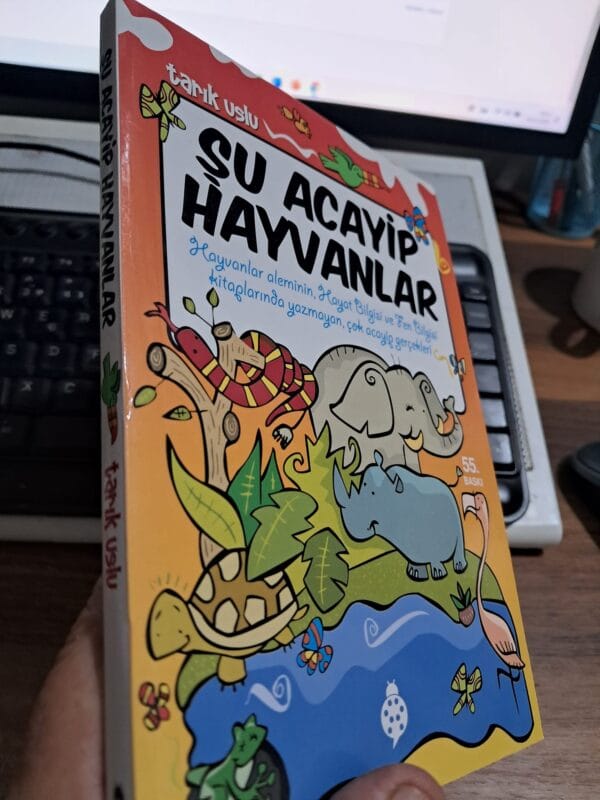 tarık uslu
ŞU ACAYİP
HAYVANLAR
Hayvanlar aleminin, Hayat Bilgisi ve Fen Bilgisi
kitaplarında yazmayan, çok acayip gerçekleri
55.
BASKI
ŞU ACAYİP HAYVANLAR
tarık uslu